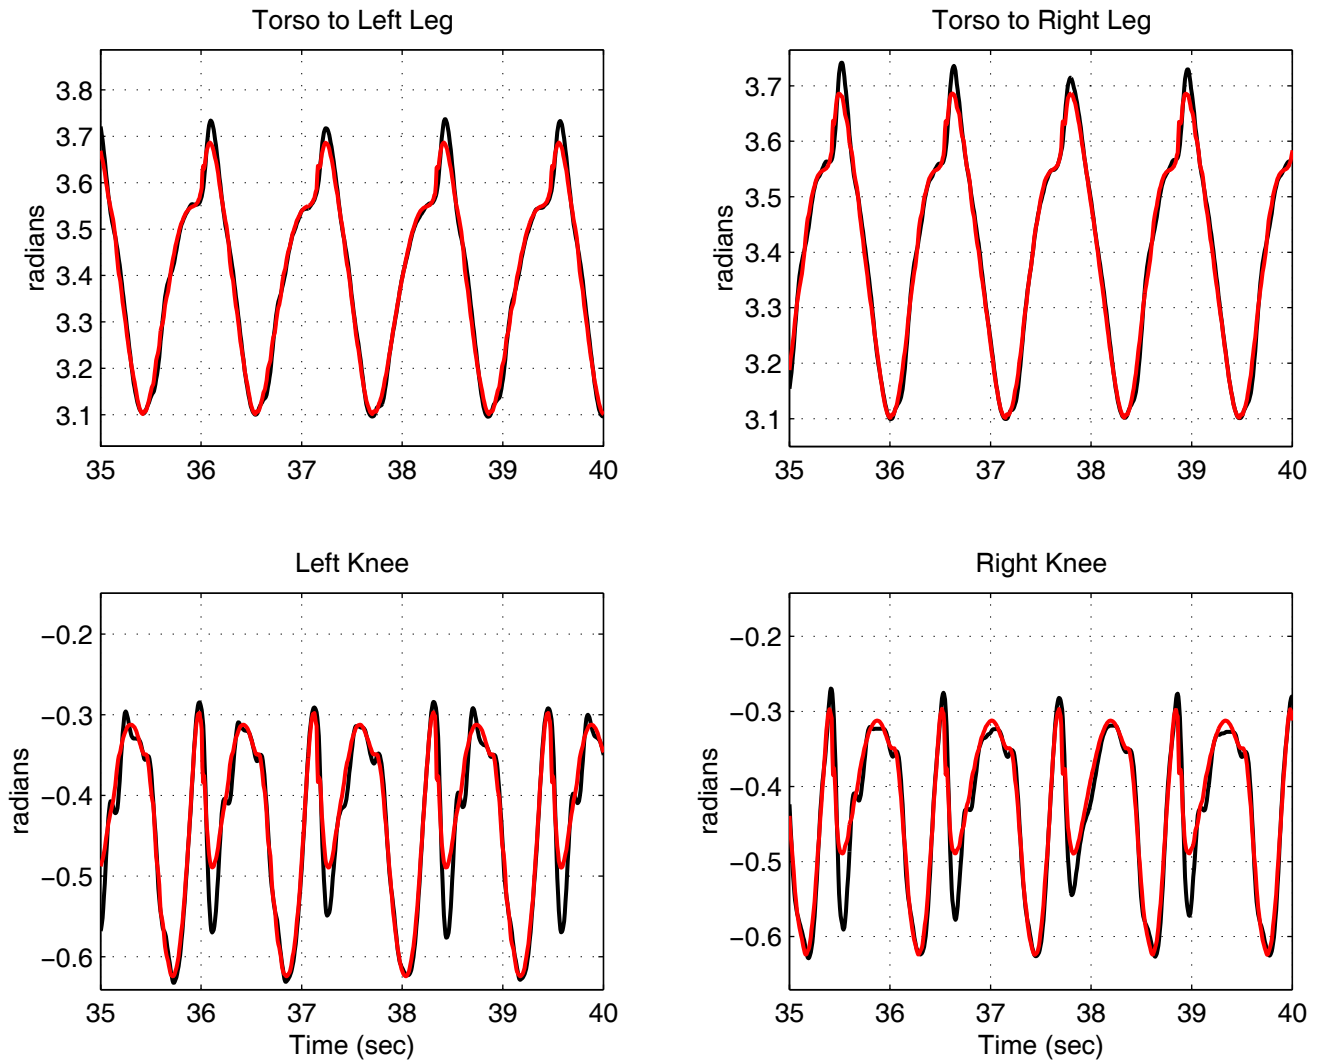 Torso to Left Leg
3.8
3.7
3.6
3.5
3.4
3.3
3.2
3.1
radians
35 36 37 38 39 40
Torso to Right Leg
3.7
3.6
3.5
3.4
3.3
3.2
3.1
radians
35 36 37 38 39 40
Left Knee
−0.2
−0.3
−0.4
−0.5
−0.6
radians
35 36 37 38 39 40
Time (sec)
Right Knee
−0.2
−0.3
−0.4
−0.5
−0.6
radians
35 36 37 38 39 40
Time (sec)